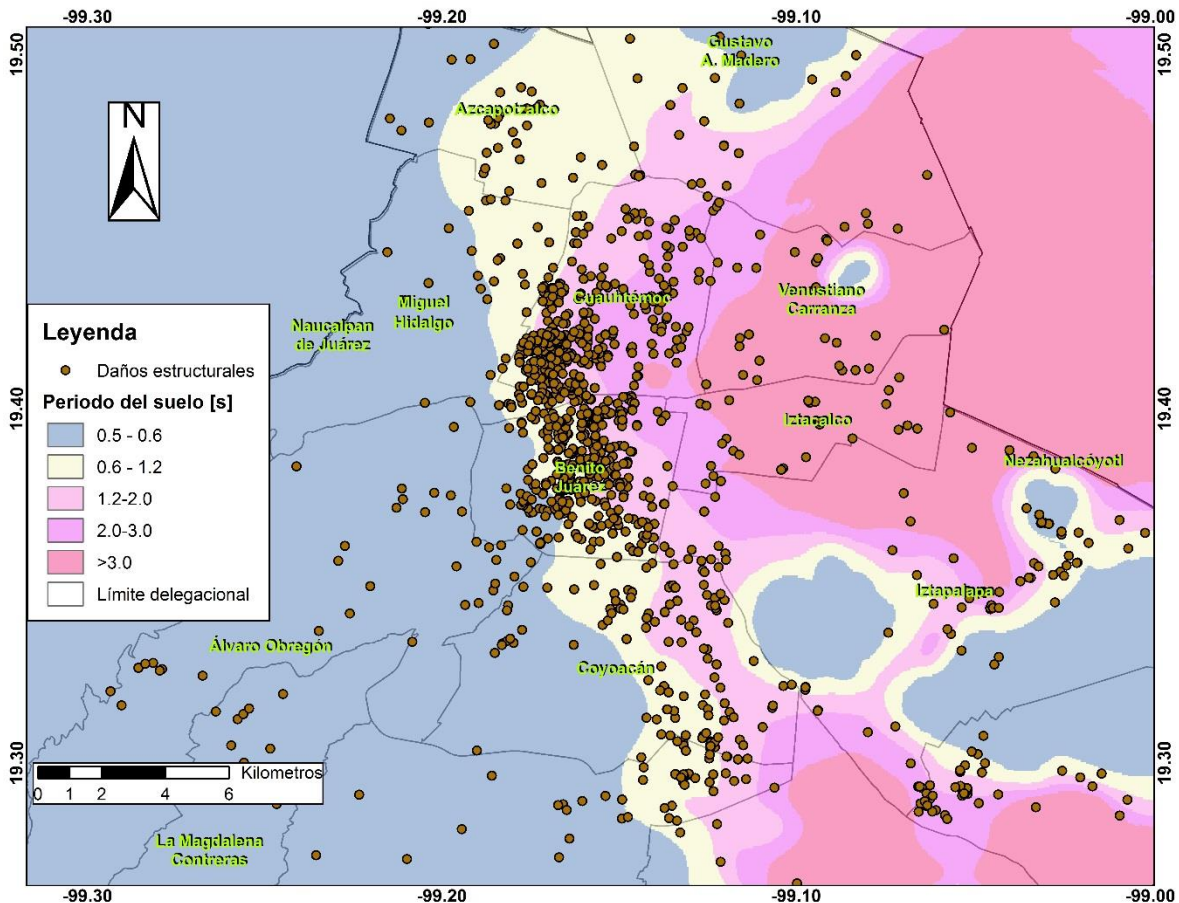 -99.30
-99.20
-99.10
-99.00
19.50
19.50
Gustavo
A. Madero
N
Azcapotzalco
Venustiano
Carranza
Cuauhtémoc
Miguel
Hidalgo
Naucalpan
de Juárez
Leyenda
Daños estructurales
Periodo del suelo [s]
0.5 - 0.6
0.6 - 1.2
1.2-2.0
2.0-3.0
>3.0
Límite delegacional
19.40
19.40
Iztacalco
Nezahualcóyotl
Benito
Juárez
Iztapalapa
Álvaro Obregón
Coyoacán
19.30
19.30
Kilometros
0 1 2 4 6
La Magdalena
Contreras
-99.30
-99.20
-99.10
-99.00